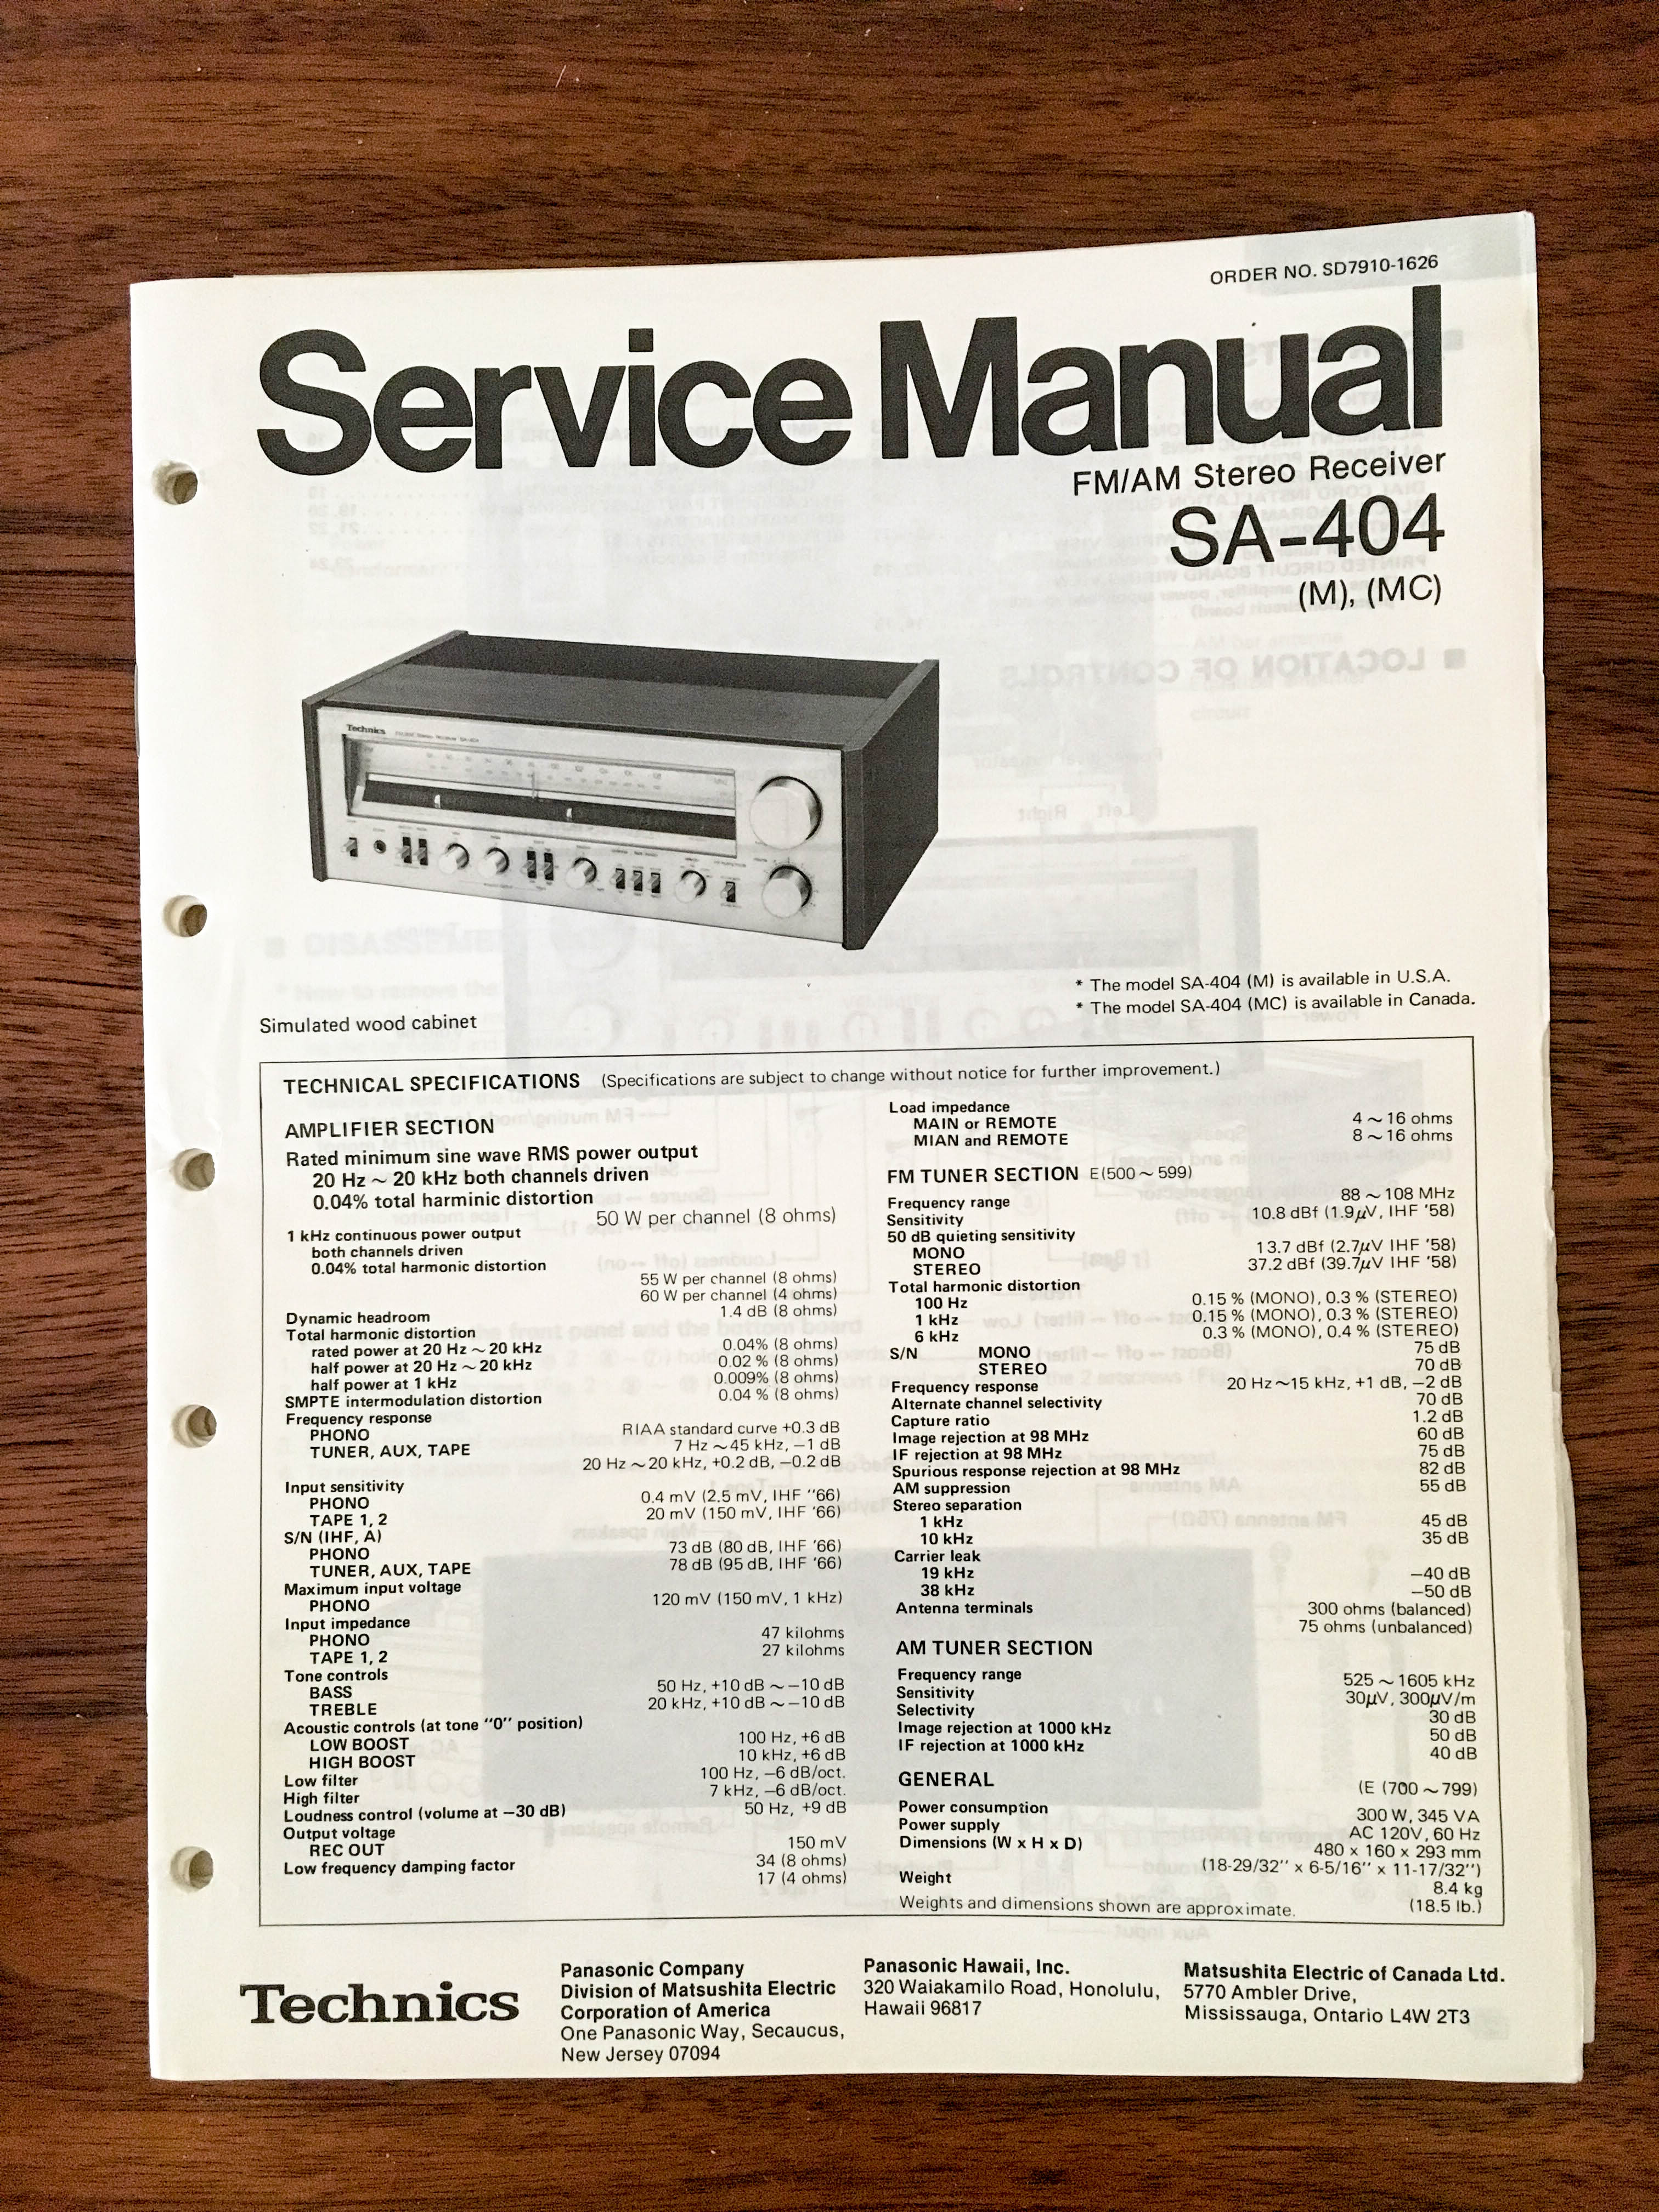 ORDER NO. SD7910-1626
Service Manual
FM/AM Stereo Receiver
SA-404
(M), (MC)
Technics
* The model SA-404 (M) is available in U.S.A.
* The model SA-404 (MC) is available in Canada.
Simulated wood cabinet
TECHNICAL SPECIFICATIONS (Specifications are subject to change without notice for further improvement.)
AMPLIFIER SECTION
Rated minimum sine wave RMS power output
20 Hz ~ 20 kHz both channels driven
0.04% total harminic distortion
50 W per channel (8 ohms)
1 kHz continuous power output
both channels driven
0.04% total harmonic distortion
55 W per channel (8 ohms)
60 W per channel (4 ohms)
Dynamic headroom 1.4 dB (8 ohms)
Total harmonic distortion
rated power at 20 Hz ~ 20 kHz 0.04% (8 ohms)
half power at 20 Hz ~ 20 kHz 0.02 % (8 ohms)
half power at 1 kHz 0.009% (8 ohms)
SMPTE intermodulation distortion 0.04 % (8 ohms)
Frequency response
PHONO RIAA standard curve +0.3 dB
TUNER, AUX, TAPE 7 Hz ~45 kHz, −1 dB
20 Hz ~20 kHz, +0.2 dB, −0.2 dB
Input sensitivity
PHONO 0.4 mV (2.5 mV, IHF ''66)
TAPE 1, 2 20 mV (150 mV, IHF '66)
S/N (IHF, A)
PHONO 73 dB (80 dB, IHF '66)
TUNER, AUX, TAPE 78 dB (95 dB, IHF '66)
Maximum input voltage
PHONO 120 mV (150 mV, 1 kHz)
Input impedance
PHONO 47 kilohms
TAPE 1, 2 27 kilohms
Tone controls
BASS 50 Hz, +10 dB ~ −10 dB
TREBLE 20 kHz, +10 dB ~ −10 dB
Acoustic controls (at tone "0" position)
LOW BOOST 100 Hz, +6 dB
HIGH BOOST 10 kHz, +6 dB
Low filter 100 Hz, −6 dB/oct.
High filter 7 kHz, −6 dB/oct.
Loudness control (volume at −30 dB) 50 Hz, +9 dB
Output voltage
REC OUT 150 mV
Low frequency damping factor 34 (8 ohms)
17 (4 ohms)
Load impedance
MAIN or REMOTE 4 ~ 16 ohms
MIAN and REMOTE 8 ~ 16 ohms
FM TUNER SECTION E(500 ~ 599)
Frequency range 88 ~ 108 MHz
Sensitivity 10.8 dBf (1.9μV, IHF '58)
50 dB quieting sensitivity
MONO 13.7 dBf (2.7μV IHF '58)
STEREO 37.2 dBf (39.7μV IHF '58)
Total harmonic distortion
100 Hz 0.15 % (MONO), 0.3 % (STEREO)
1 kHz 0.15 % (MONO), 0.3 % (STEREO)
6 kHz 0.3 % (MONO), 0.4 % (STEREO)
S/N MONO 75 dB
STEREO 70 dB
Frequency response 20 Hz~15 kHz, +1 dB, −2 dB
Alternate channel selectivity 70 dB
Capture ratio 1.2 dB
Image rejection at 98 MHz 60 dB
IF rejection at 98 MHz 75 dB
Spurious response rejection at 98 MHz 82 dB
AM suppression 55 dB
Stereo separation
1 kHz 45 dB
10 kHz 35 dB
Carrier leak
19 kHz −40 dB
38 kHz −50 dB
Antenna terminals 300 ohms (balanced)
75 ohms (unbalanced)
AM TUNER SECTION
Frequency range 525 ~ 1605 kHz
Sensitivity 30μV, 300μV/m
Selectivity 30 dB
Image rejection at 1000 kHz 50 dB
IF rejection at 1000 kHz 40 dB
GENERAL (E (700 ~ 799)
Power consumption 300 W, 345 VA
Power supply AC 120V, 60 Hz
Dimensions (W x H x D) 480 x 160 x 293 mm
(18-29/32'' x 6-5/16'' x 11-17/32'')
Weight 8.4 kg
(18.5 lb.)
Weights and dimensions shown are approximate.
Technics
Panasonic Company
Division of Matsushita Electric
Corporation of America
One Panasonic Way, Secaucus,
New Jersey 07094
Panasonic Hawaii, Inc.
320 Waiakamilo Road, Honolulu,
Hawaii 96817
Matsushita Electric of Canada Ltd.
5770 Ambler Drive,
Mississauga, Ontario L4W 2T3